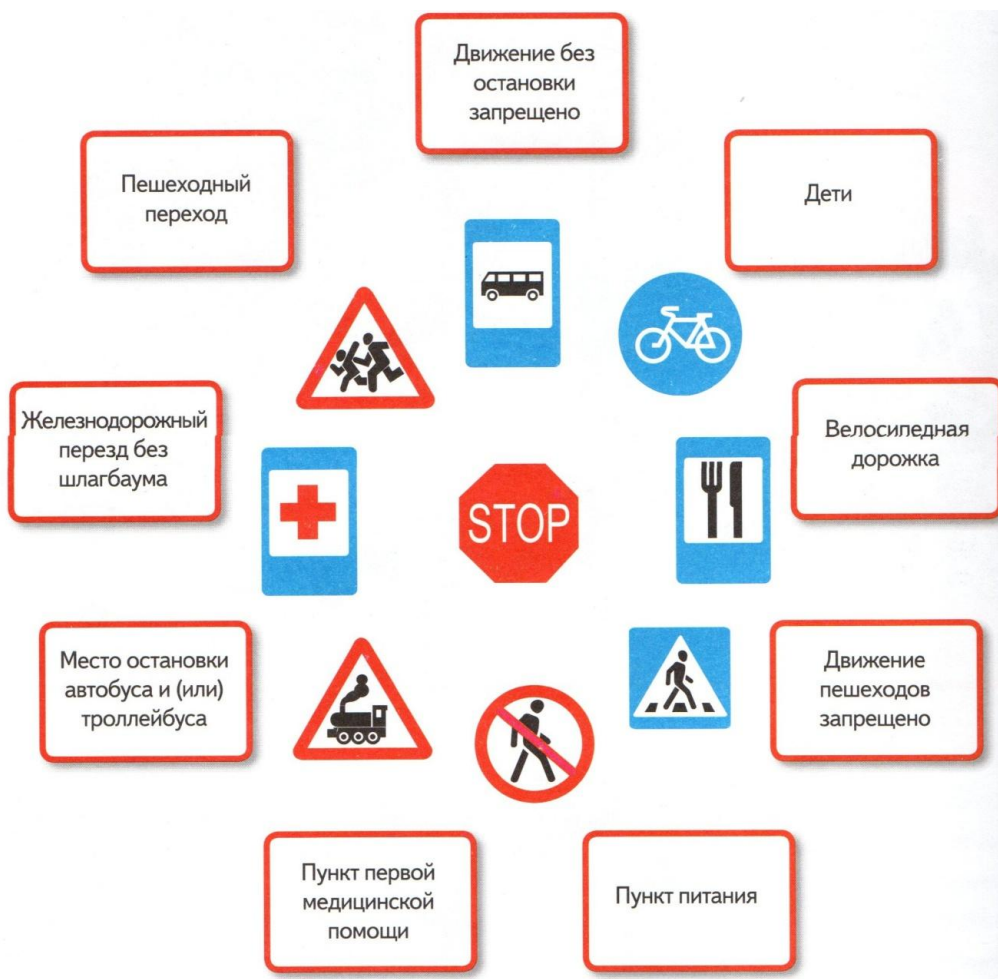 Движение без
остановки
запрещено
Пешеходный
переход
Дети
Железнодорожный
перезд без
шлагбаума
Велосипедная
дорожка
STOP
Место остановки
автобуса и (или)
троллейбуса
Движение
пешеходов
запрещено
Пункт первой
медицинской
помощи
Пункт питания